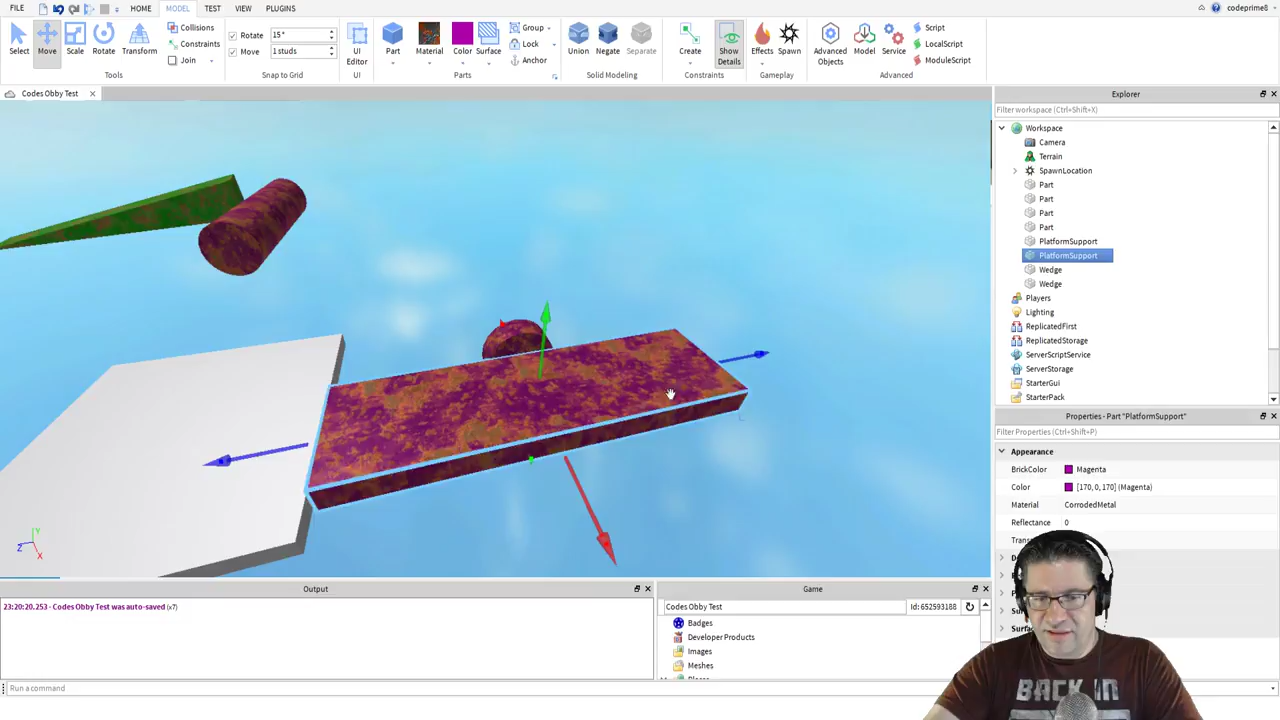 FILE HOME MODEL TEST VIEW PLUGINS codeprime8
Select Move Scale Rotate Transform
Collisions
Constraints
Join
Tools
Rotate 15°
Move 1 studs
Snap to Grid
UI
Editor
UI
Part Material Color Surface
Group
Lock
Anchor
Parts
Union Negate Separate
Solid Modeling
Create Show
Details
Constraints
Effects Spawn
Gameplay
Advanced
Objects
Model Service
Script
LocalScript
ModuleScript
Advanced
Codes Obby Test
Explorer
Filter workspace (Ctrl+Shift+X)
Workspace
Camera
Terrain
SpawnLocation
Part
Part
Part
Part
PlatformSupport
PlatformSupport
Wedge
Wedge
Players
Lighting
ReplicatedFirst
ReplicatedStorage
ServerScriptService
ServerStorage
StarterGui
StarterPack
Properties - Part "PlatformSupport"
Filter Properties (Ctrl+Shift+P)
Appearance
BrickColor Magenta
Color [170, 0, 170] (Magenta)
Material CorrodedMetal
Reflectance 0
Y
Z
X
Output
23:20:20.253 - Codes Obby Test was auto-saved (x7)
Game
Codes Obby Test Id: 652593188
Badges
Developer Products
Images
Meshes
Run a command
BACK IN